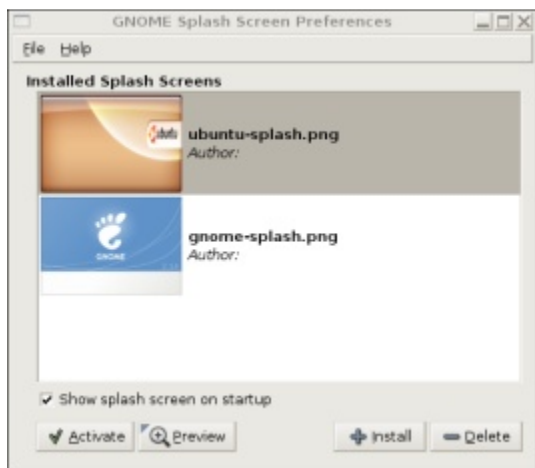 GNOME Splash Screen Preferences
File Help
Installed Splash Screens
ubuntu
ubuntu-splash.png
Author:
GNOME
gnome-splash.png
Author:
Show splash screen on startup
Activate Preview Install Delete